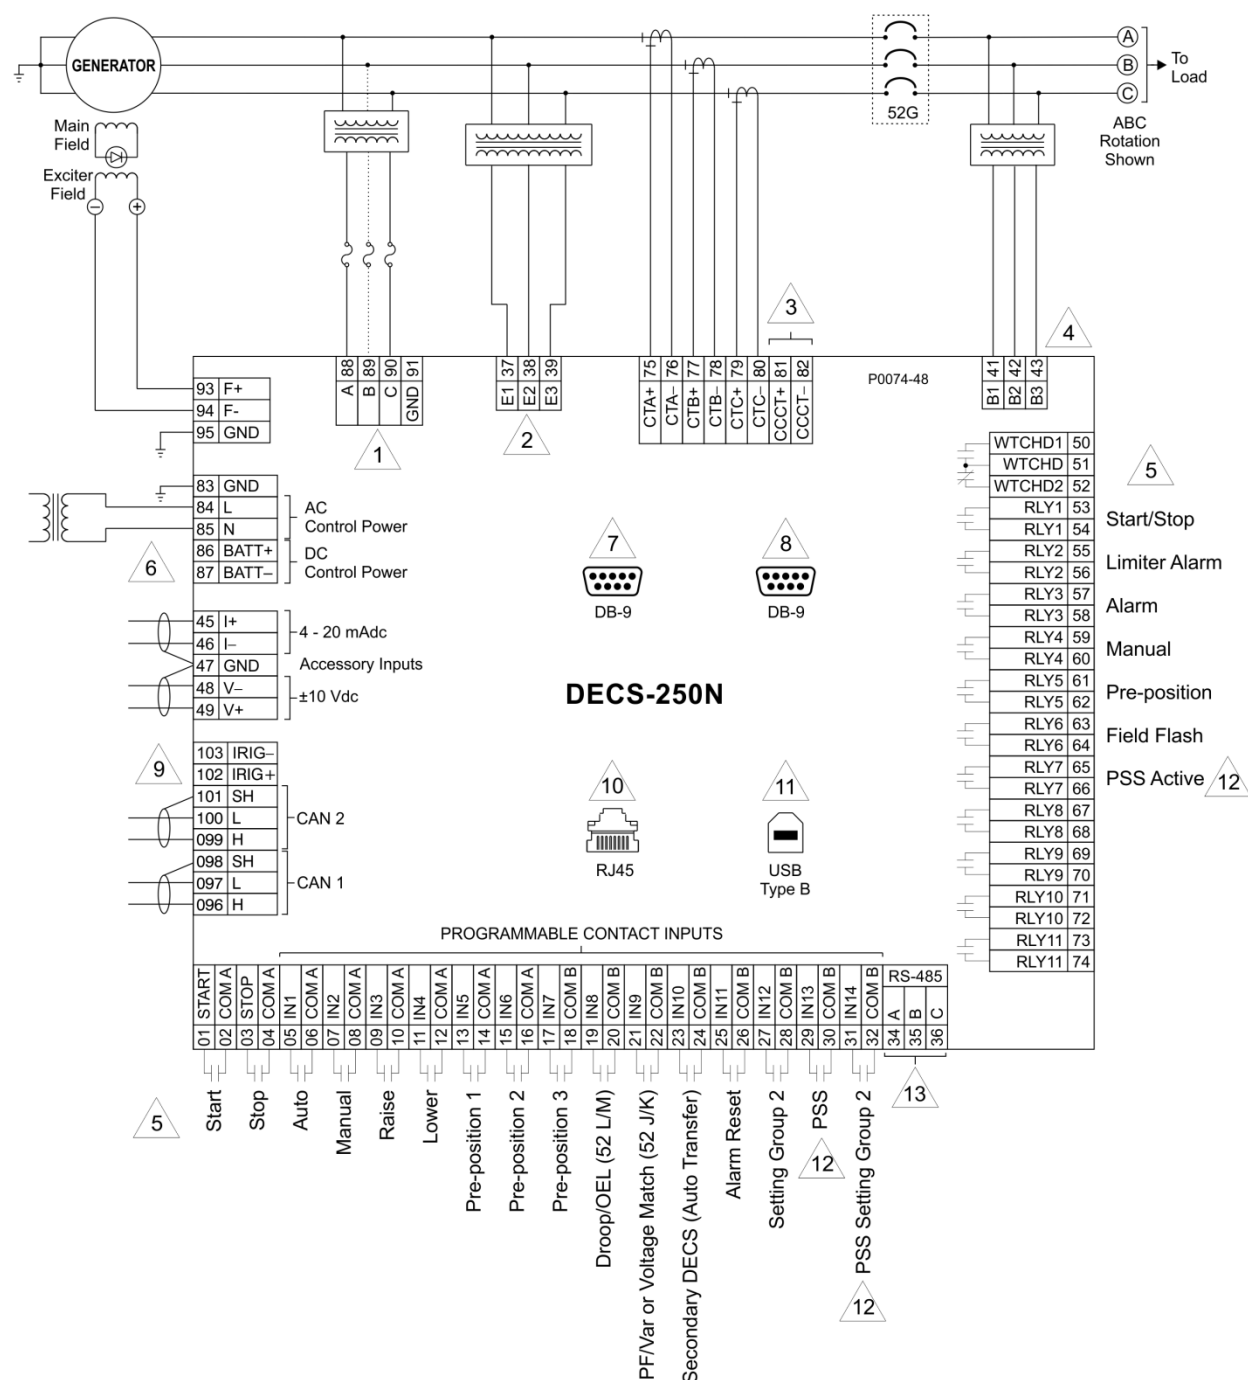 GENERATOR
A
B
C
To
Load
52G
ABC
Rotation
Shown
Main
Field
Exciter
Field
3
4
P0074-48
88 A
89 B
90 C
91 GND
1
37 E1
38 E2
39 E3
2
75 CTA+
76 CTA–
77 CTB+
78 CTB–
79 CTC+
80 CTC–
81 CCCT+
82 CCCT–
41 B1
42 B2
43 B3
93 F+
94 F-
95 GND
83 GND
84 L
85 N
AC
Control Power
86 BATT+
87 BATT–
DC
Control Power
6
45 I+
46 I–
4 - 20 mAdc
47 GND
Accessory Inputs
48 V–
49 V+
±10 Vdc
9
103 IRIG–
102 IRIG+
101 SH
100 L
099 H
CAN 2
098 SH
097 L
096 H
CAN 1
7
DB-9
8
DB-9
DECS-250N
10
RJ45
11
USB
Type B
WTCHD1 50
WTCHD 51
WTCHD2 52
5
RLY1 53
RLY1 54
Start/Stop
RLY2 55
RLY2 56
Limiter Alarm
RLY3 57
RLY3 58
Alarm
RLY4 59
RLY4 60
Manual
RLY5 61
RLY5 62
Pre-position
RLY6 63
RLY6 64
Field Flash
RLY7 65
RLY7 66
PSS Active 12
RLY8 67
RLY8 68
RLY9 69
RLY9 70
RLY10 71
RLY10 72
RLY11 73
RLY11 74
PROGRAMMABLE CONTACT INPUTS
01 START
02 COM A
03 STOP
04 COM A
05 IN1
06 COM A
07 IN2
08 COM A
09 IN3
10 COM A
11 IN4
12 COM A
13 IN5
14 COM A
15 IN6
16 COM A
17 IN7
18 COM B
19 IN8
20 COM B
21 IN9
22 COM B
23 IN10
24 COM B
25 IN11
26 COM B
27 IN12
28 COM B
29 IN13
30 COM B
31 IN14
32 COM B
RS-485
34 A
35 B
36 C
5
Start
Stop
Auto
Manual
Raise
Lower
Pre-position 1
Pre-position 2
Pre-position 3
Droop/OEL (52 L/M)
PF/Var or Voltage Match (52 J/K)
Secondary DECS (Auto Transfer)
Alarm Reset
Setting Group 2
PSS
12
PSS Setting Group 2
12
13